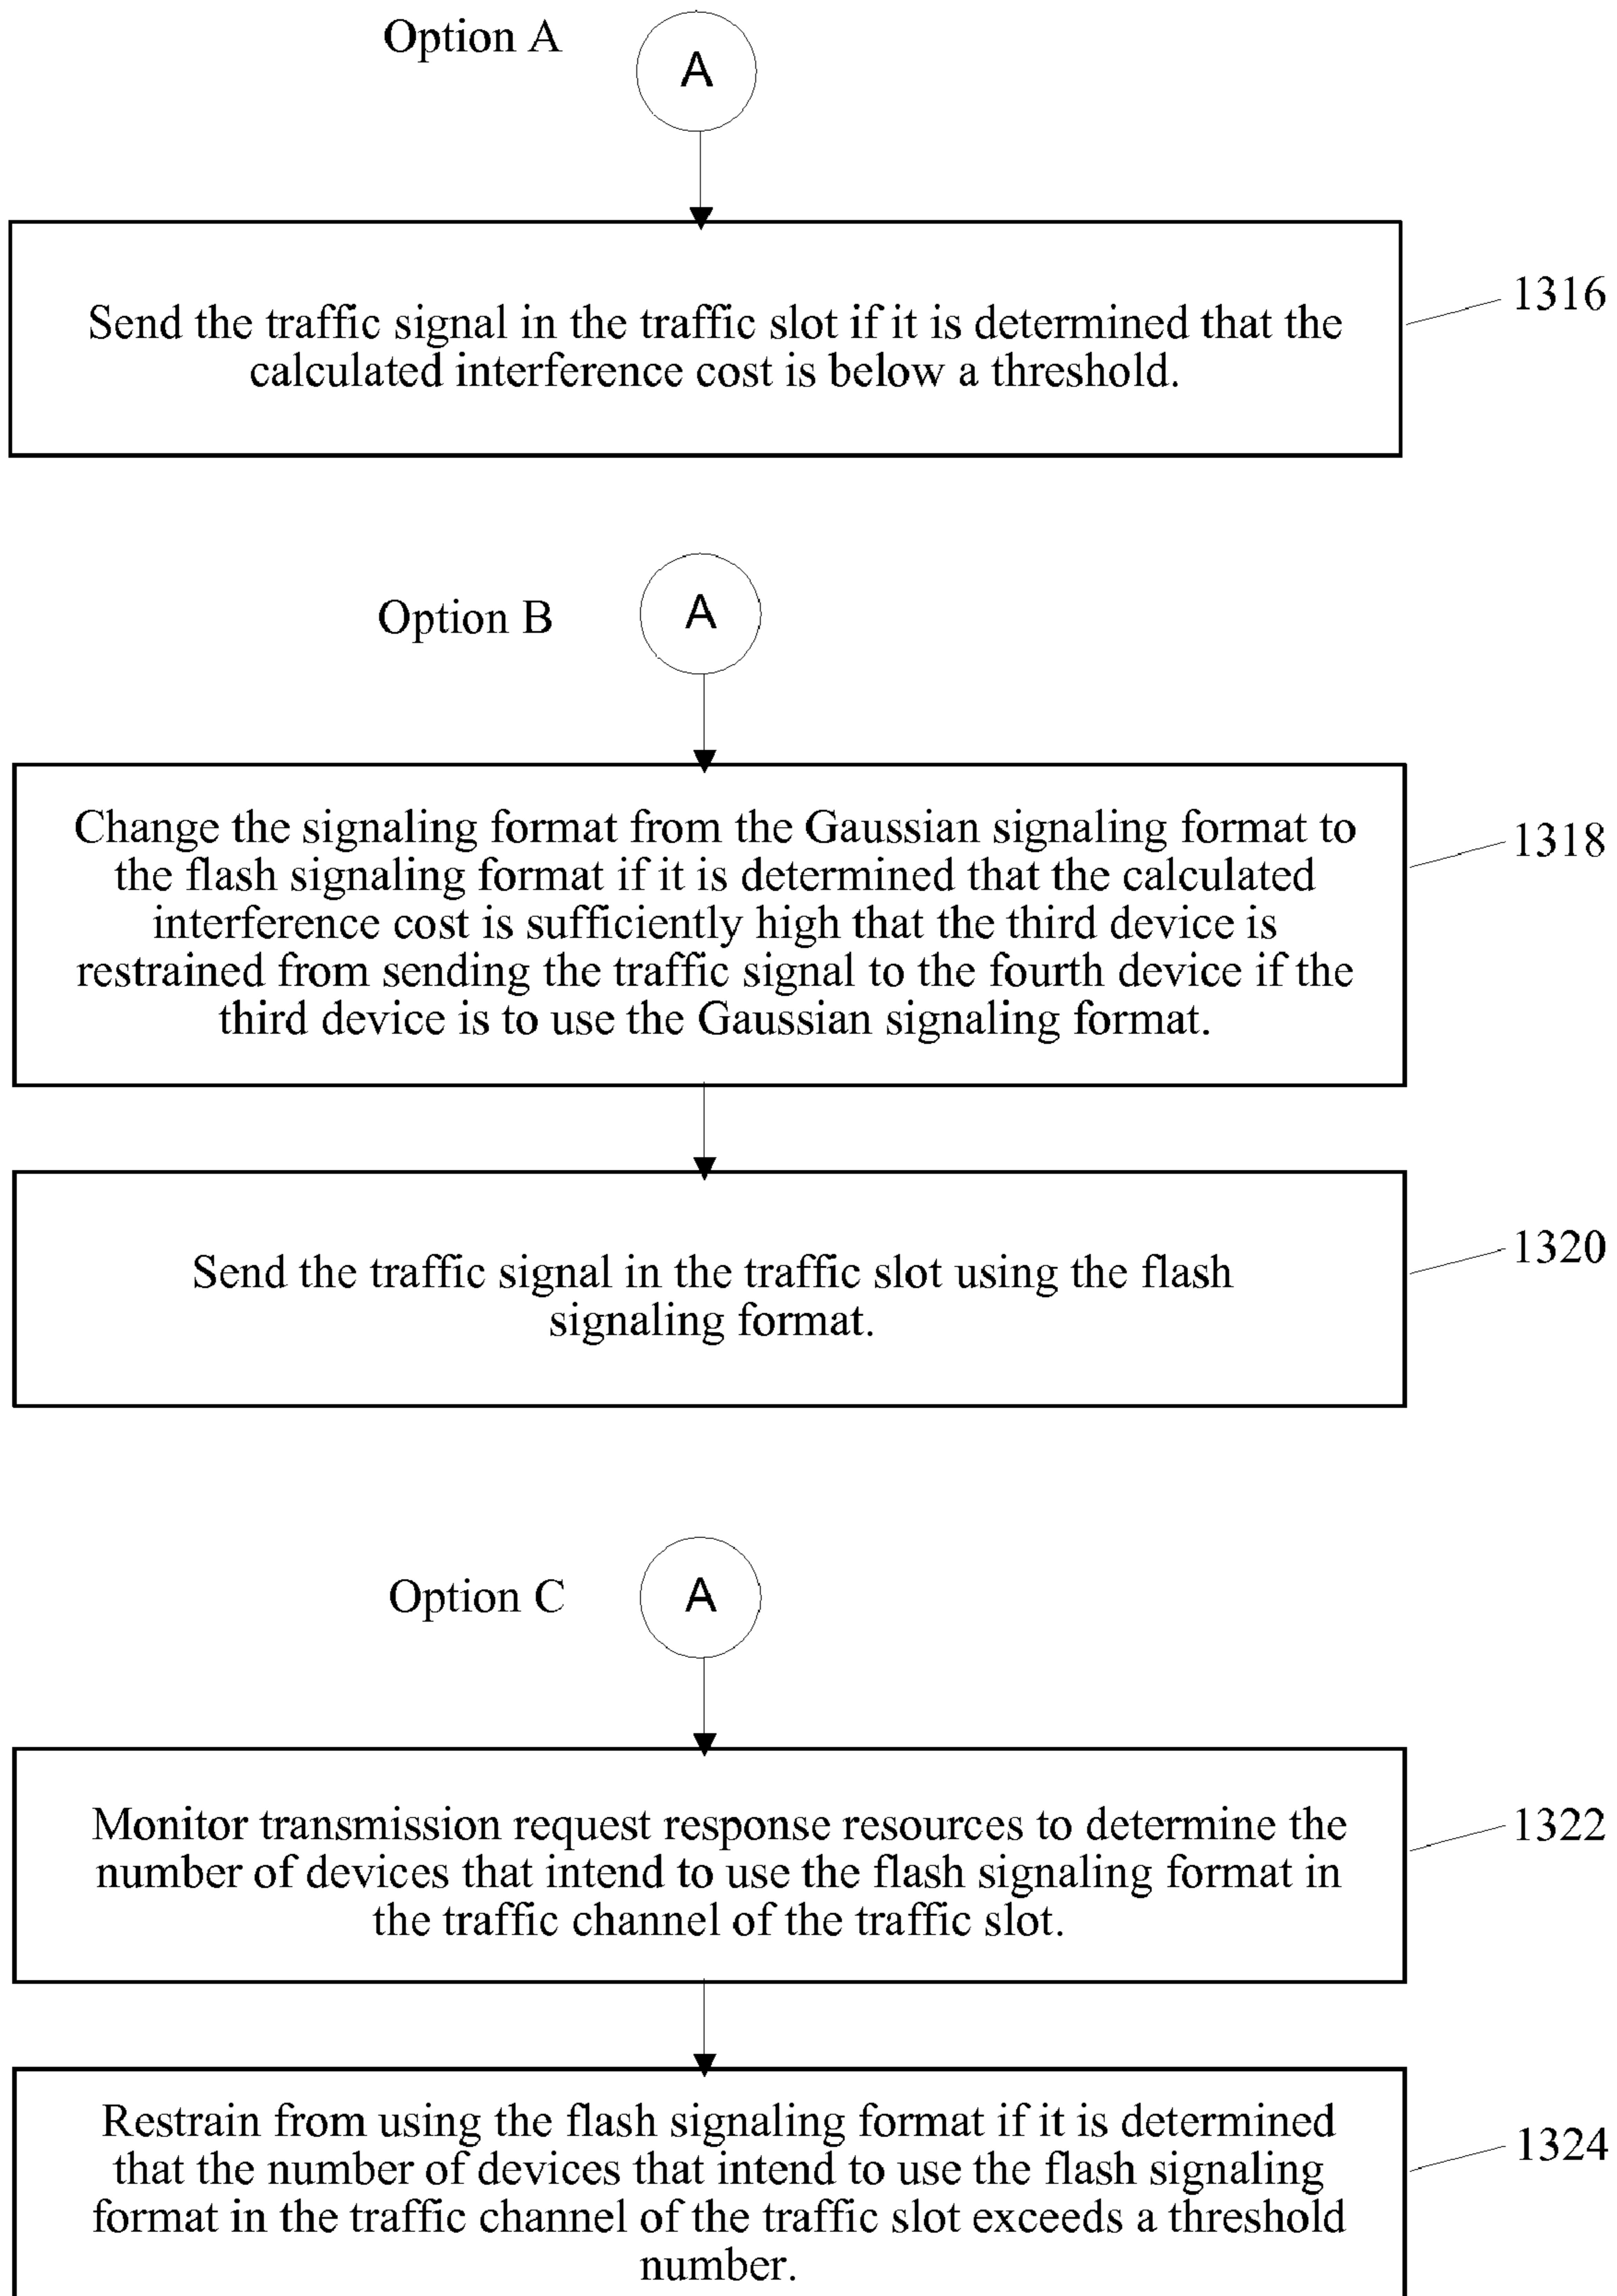 Option A
A
Send the traffic signal in the traffic slot if it is determined that the
calculated interference cost is below a threshold.
1316
Option B
A
Change the signaling format from the Gaussian signaling format to
the flash signaling format if it is determined that the calculated
interference cost is sufficiently high that the third device is
restrained from sending the traffic signal to the fourth device if the
third device is to use the Gaussian signaling format.
1318
Send the traffic signal in the traffic slot using the flash
signaling format.
1320
Option C
A
Monitor transmission request response resources to determine the
number of devices that intend to use the flash signaling format in
the traffic channel of the traffic slot.
1322
Restrain from using the flash signaling format if it is determined
that the number of devices that intend to use the flash signaling
format in the traffic channel of the traffic slot exceeds a threshold
number.
1324